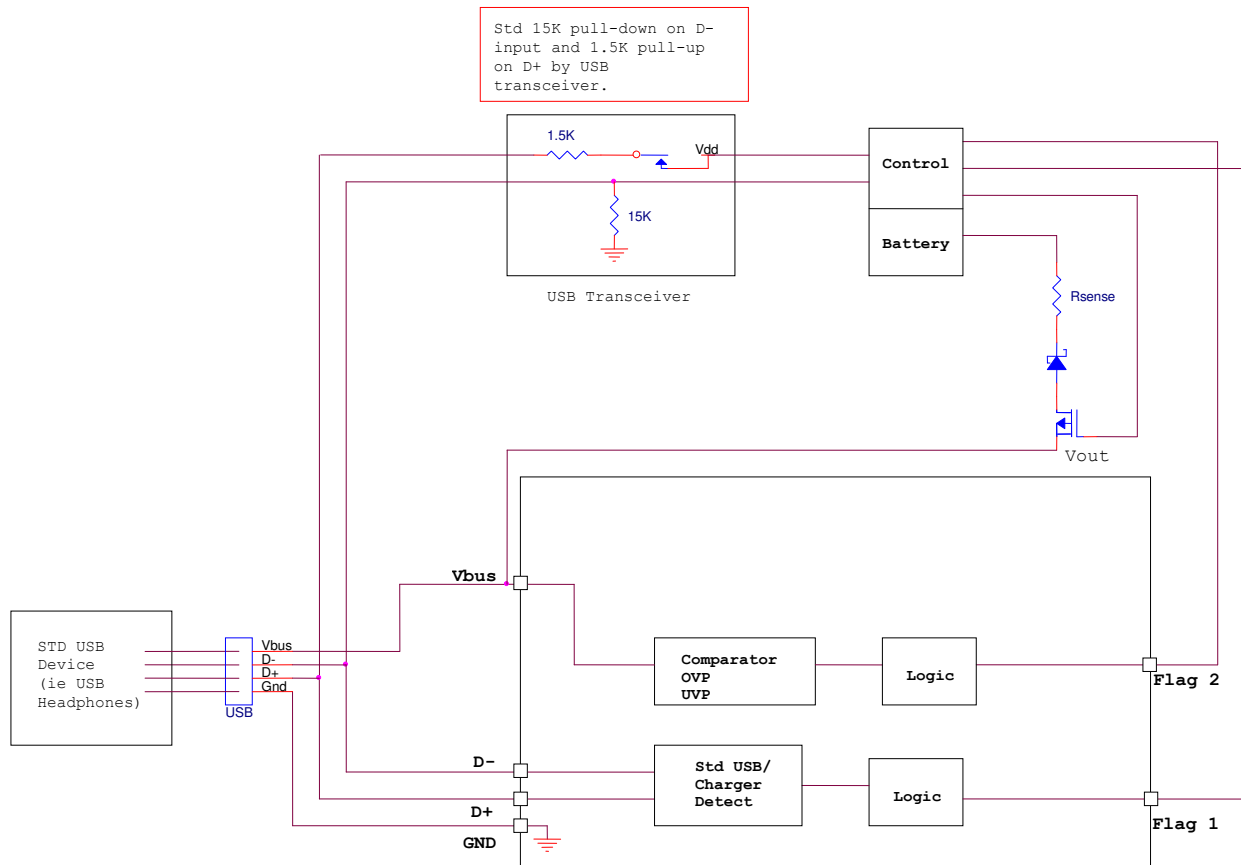 Std 15K pull-down on D-
input and 1.5K pull-up
on D+ by USB
transceiver.
1.5K
Vdd
15K
USB Transceiver
Control
Battery
Rsense
Vout
Vbus
STD USB
Device
(ie USB
Headphones)
Vbus
D-
D+
Gnd
USB
Comparator
OVP
UVP
Logic
Flag 2
D-
Std USB/
Charger
Detect
Logic
D+
Flag 1
GND